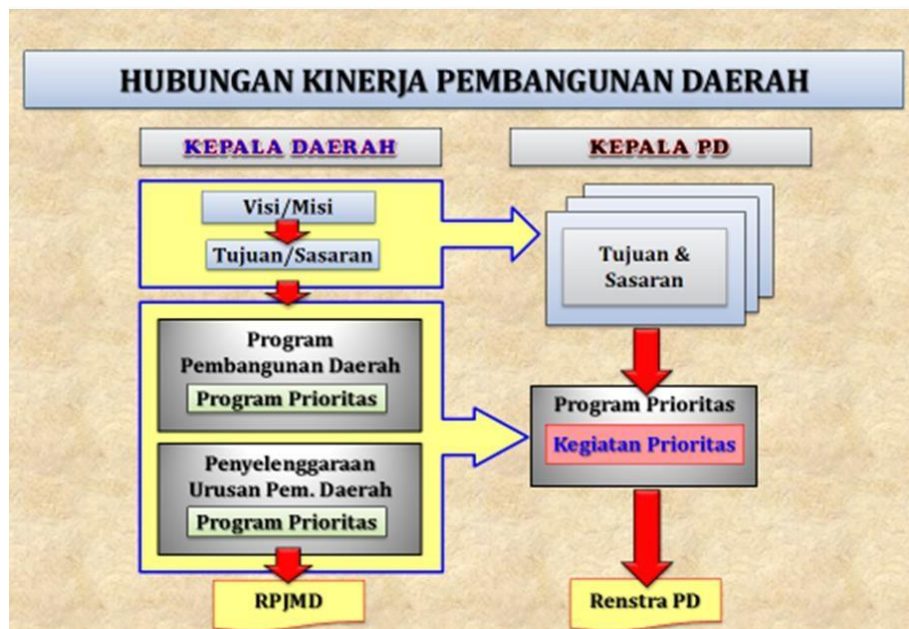 HUBUNGAN KINERJA PEMBANGUNAN DAERAH
KEPALA DAERAH
Visi/Misi
Tujuan/Sasaran
Program
Pembangunan Daerah
Program Prioritas
Penyelenggaraan
Urusan Pem. Daerah
Program Prioritas
RPJMD
KEPALA PD
Tujuan &
Sasaran
Program Prioritas
Kegiatan Prioritas
Renstra PD